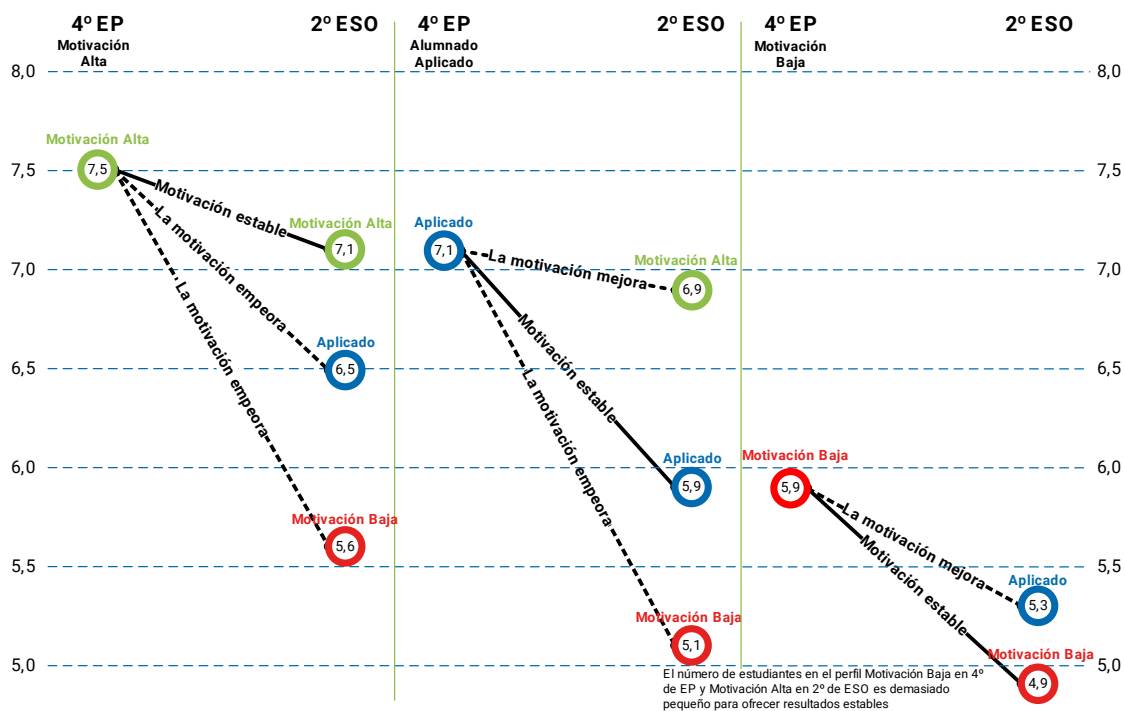 4º EP
Motivación
Alta
2º ESO
4º EP
Alumnado
Aplicado
2º ESO
4º EP
Motivación
Baja
2º ESO
8,0
8,0
7,5
7,5
7,0
7,0
6,5
6,5
6,0
6,0
5,5
5,5
5,0
5,0
Motivación Alta
7,5
Motivación estable
La motivación empeora
La motivación empeora
Motivación Alta
7,1
Aplicado
6,5
Motivación Baja
5,6
Aplicado
7,1
La motivación mejora
Motivación estable
La motivación empeora
Motivación Alta
6,9
Aplicado
5,9
Motivación Baja
5,1
Motivación Baja
5,9
La motivación mejora
Motivación estable
Aplicado
5,3
Motivación Baja
4,9
El número de estudiantes en el perfil Motivación Baja en 4º
de EP y Motivación Alta en 2º de ESO es demasiado
pequeño para ofrecer resultados estables